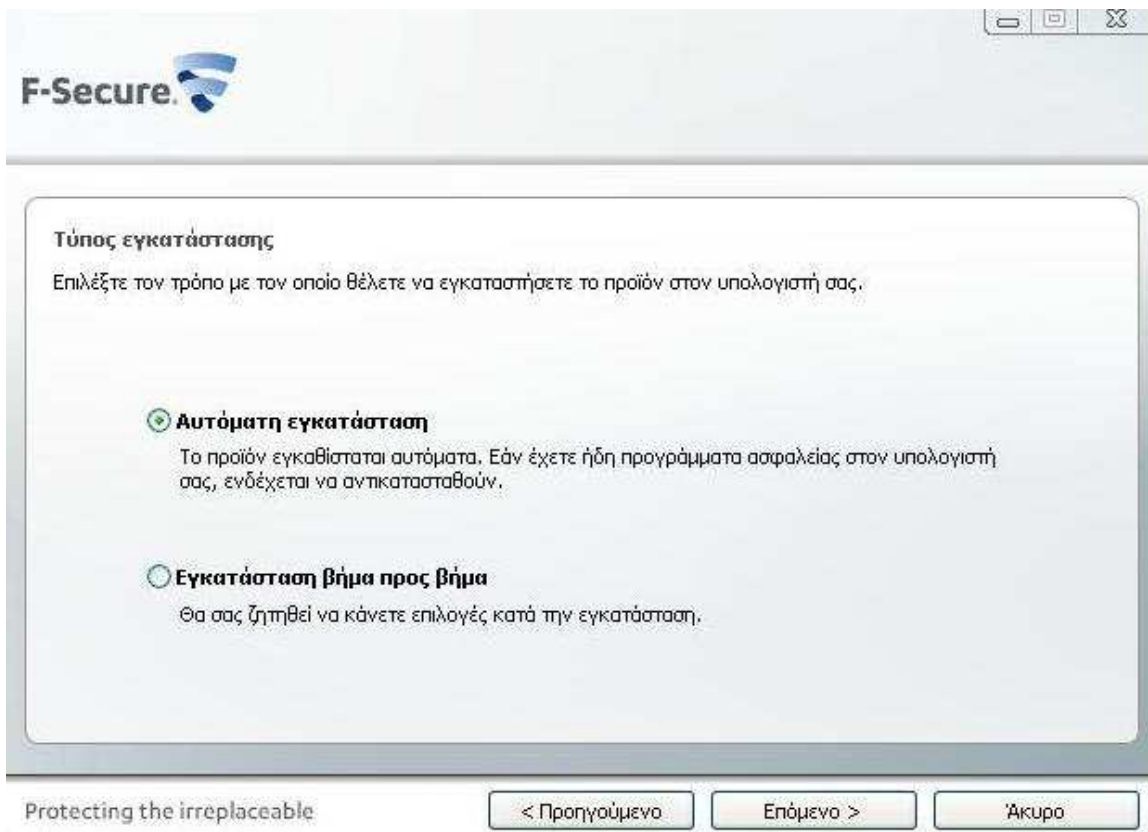 F-Secure.
Τύπος εγκατάστασης
Επιλέξτε τον τρόπο με τον οποίο θέλετε να εγκαταστήσετε το προϊόν στον υπολογιστή σας.
Αυτόματη εγκατάσταση
Το προϊόν εγκαθίσταται αυτόματα. Εάν έχετε ήδη προγράμματα ασφαλείας στον υπολογιστή
σας, ενδέχεται να αντικατασταθούν.
Εγκατάσταση βήμα προς βήμα
Θα σας ζητηθεί να κάνετε επιλογές κατά την εγκατάσταση.
Protecting the irreplaceable
< Προηγούμενο
Επόμενο >
Άκυρο